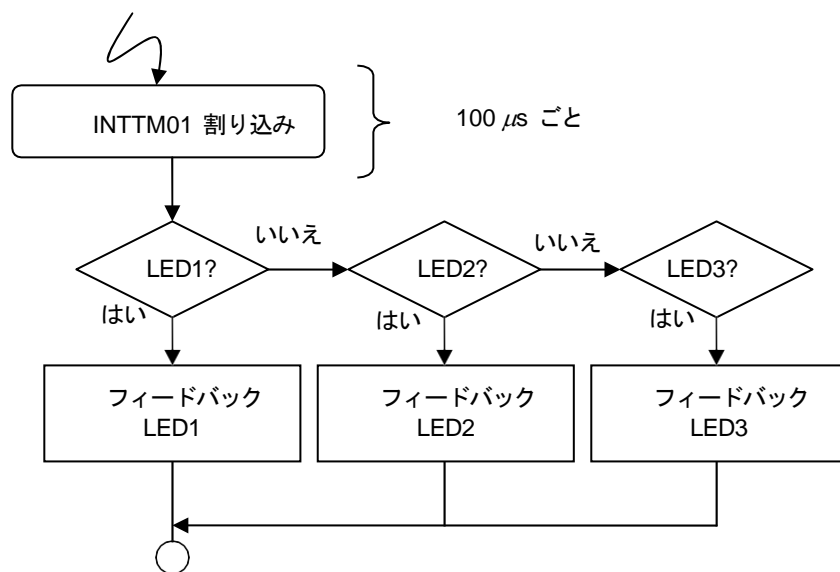 INTTM01 割り込み
100 μs ごと
いいえ
いいえ
LED1?
LED2?
LED3?
はい
はい
はい
フィードバック
LED1
フィードバック
LED2
フィードバック
LED3